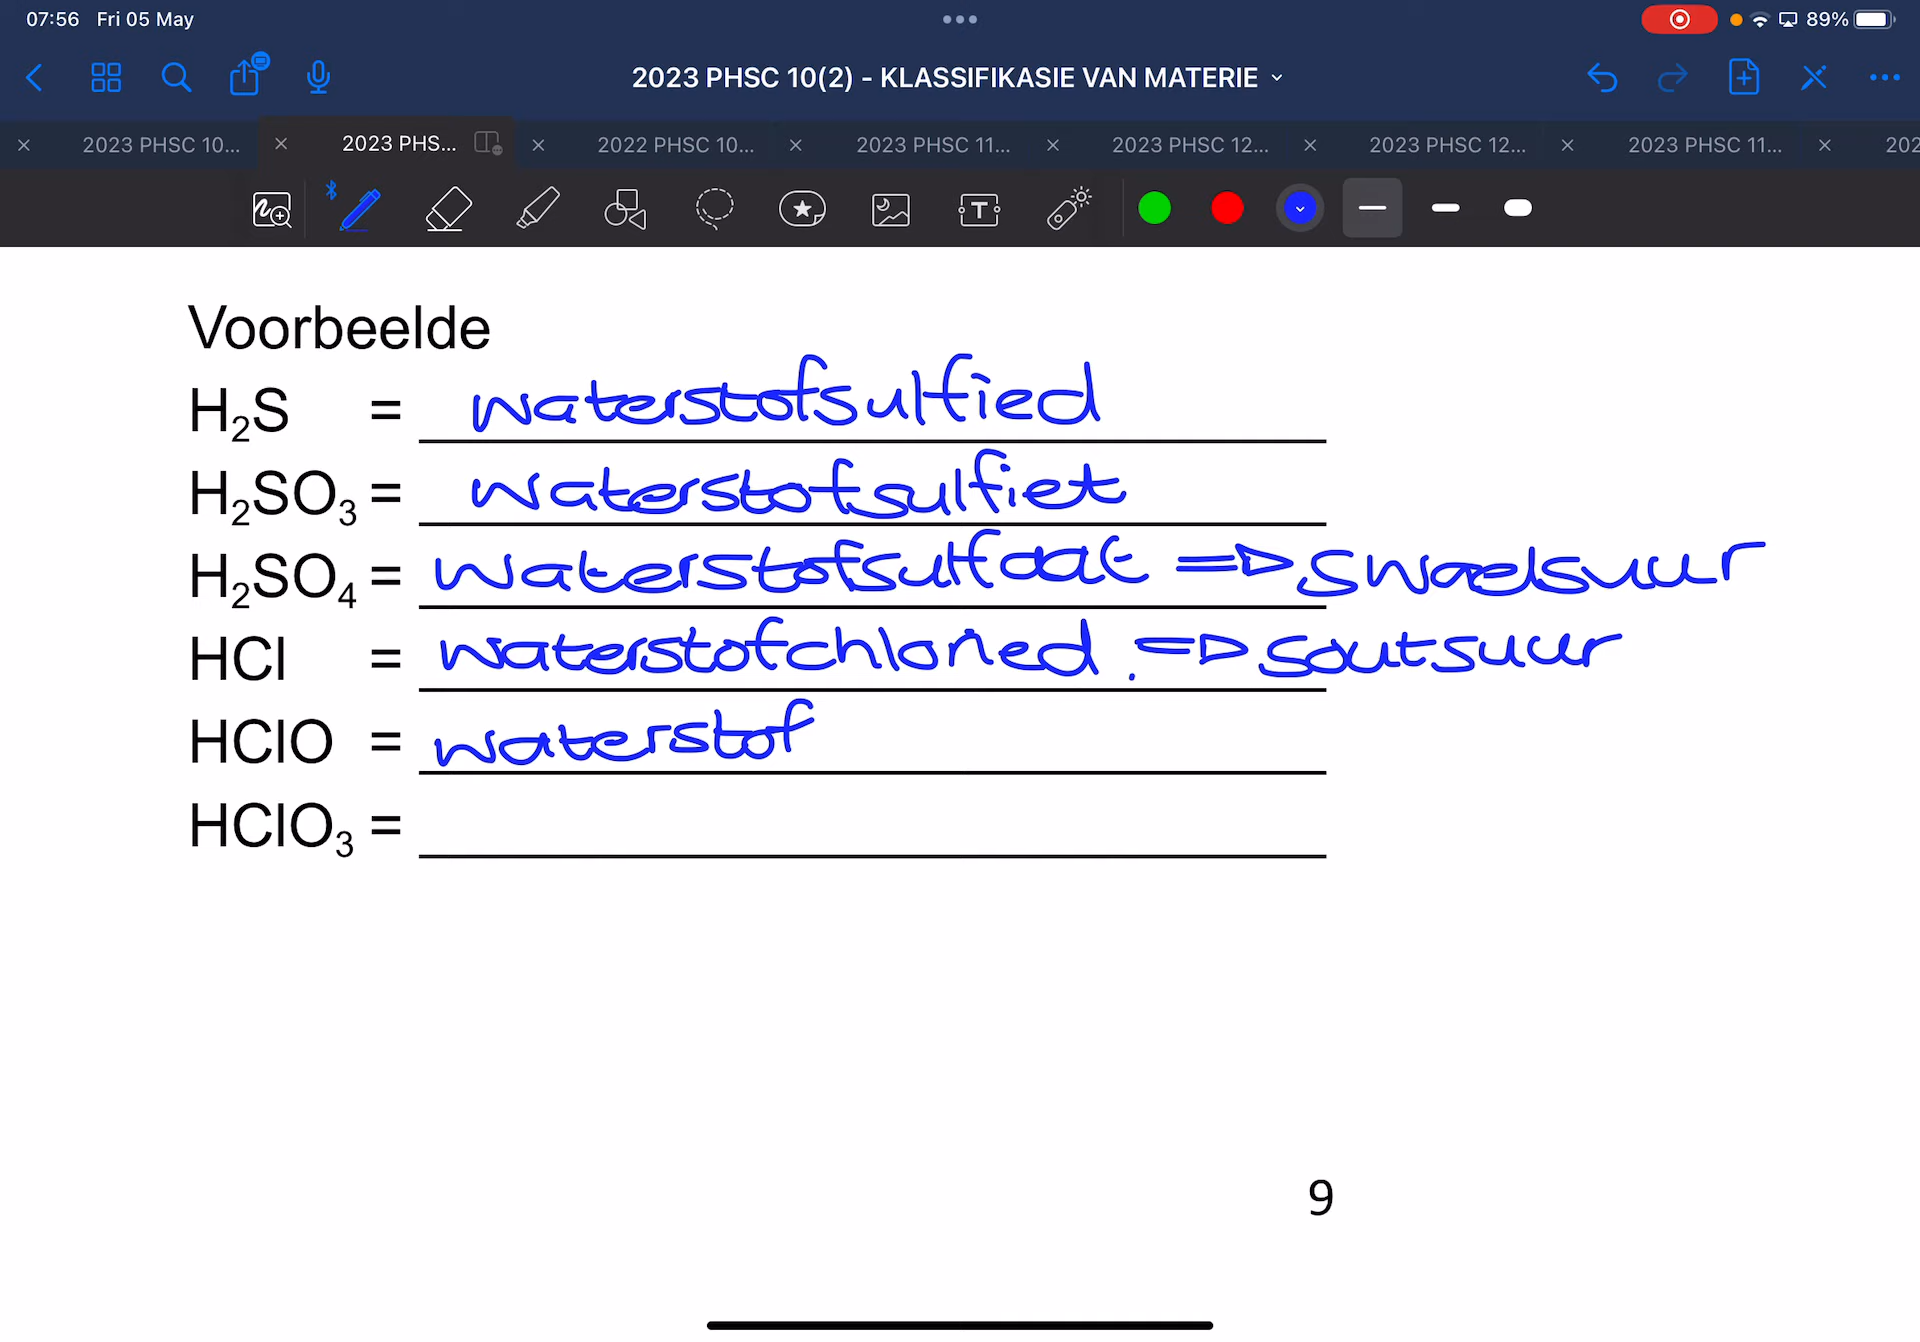 07:56 Fri 05 May 89%
2023 PHSC 10(2) - KLASSIFIKASIE VAN MATERIE
2023 PHSC 10... 2023 PHS... 2022 PHSC 10... 2023 PHSC 11... 2023 PHSC 12... 2023 PHSC 12... 2023 PHSC 11... 202
Voorbeelde
H₂S = waterstofsulfied
H₂SO₃ = waterstofsulfiet
H₂SO₄ = waterstofsulfaat => swaelsuur
HCl = waterstofchloried. => soutsuur
HClO = waterstof
HClO₃ =
9